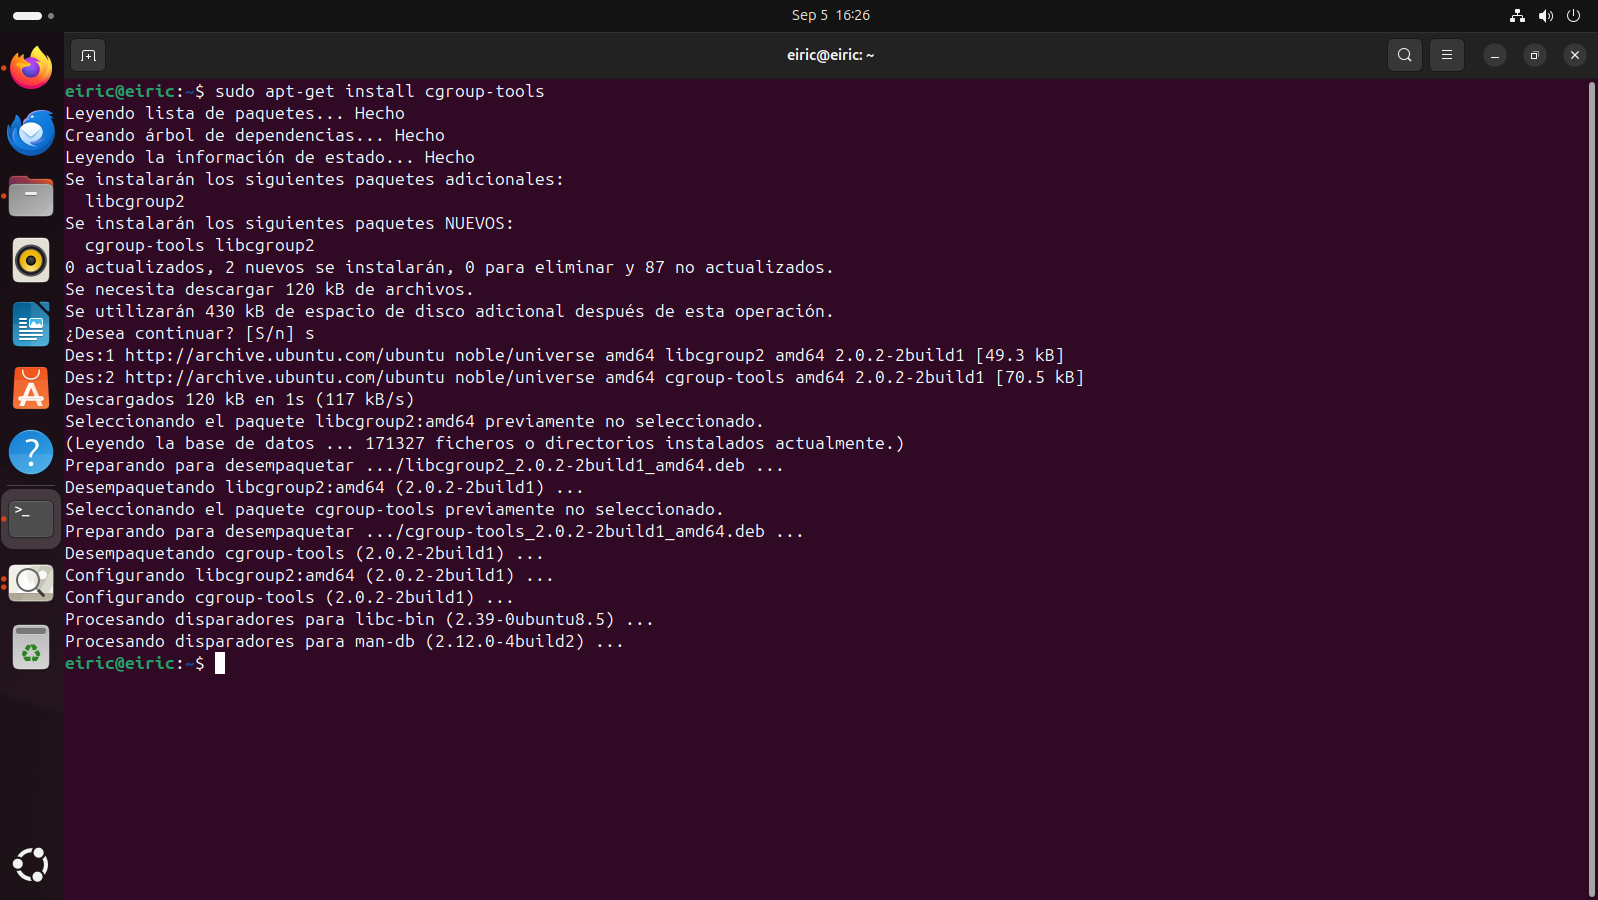 Sep 5 16:26
eiric@eiric: ~
eiric@eiric:~$ sudo apt-get install cgroup-tools
Leyendo lista de paquetes... Hecho
Creando árbol de dependencias... Hecho
Leyendo la información de estado... Hecho
Se instalarán los siguientes paquetes adicionales:
  libcgroup2
Se instalarán los siguientes paquetes NUEVOS:
  cgroup-tools libcgroup2
0 actualizados, 2 nuevos se instalarán, 0 para eliminar y 87 no actualizados.
Se necesita descargar 120 kB de archivos.
Se utilizarán 430 kB de espacio de disco adicional después de esta operación.
¿Desea continuar? [S/n] s
Des:1 http://archive.ubuntu.com/ubuntu noble/universe amd64 libcgroup2 amd64 2.0.2-2build1 [49.3 kB]
Des:2 http://archive.ubuntu.com/ubuntu noble/universe amd64 cgroup-tools amd64 2.0.2-2build1 [70.5 kB]
Descargados 120 kB en 1s (117 kB/s)
Seleccionando el paquete libcgroup2:amd64 previamente no seleccionado.
(Leyendo la base de datos ... 171327 ficheros o directorios instalados actualmente.)
Preparando para desempaquetar .../libcgroup2_2.0.2-2build1_amd64.deb ...
Desempaquetando libcgroup2:amd64 (2.0.2-2build1) ...
Seleccionando el paquete cgroup-tools previamente no seleccionado.
Preparando para desempaquetar .../cgroup-tools_2.0.2-2build1_amd64.deb ...
Desempaquetando cgroup-tools (2.0.2-2build1) ...
Configurando libcgroup2:amd64 (2.0.2-2build1) ...
Configurando cgroup-tools (2.0.2-2build1) ...
Procesando disparadores para libc-bin (2.39-0ubuntu8.5) ...
Procesando disparadores para man-db (2.12.0-4build2) ...
eiric@eiric:~$